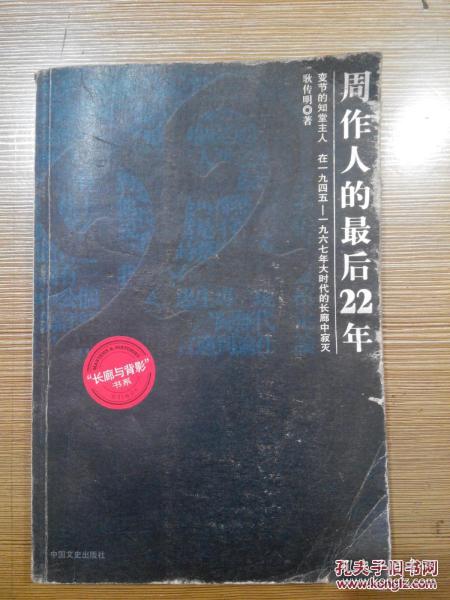 周作人的最后22年
变节的知堂主人 在一九四五—一九六七年大时代的长廊中寂灭
耿传明◎著
“长廊与背影”
书系
中国文史出版社
孔夫子旧书网
www.kongfz.com